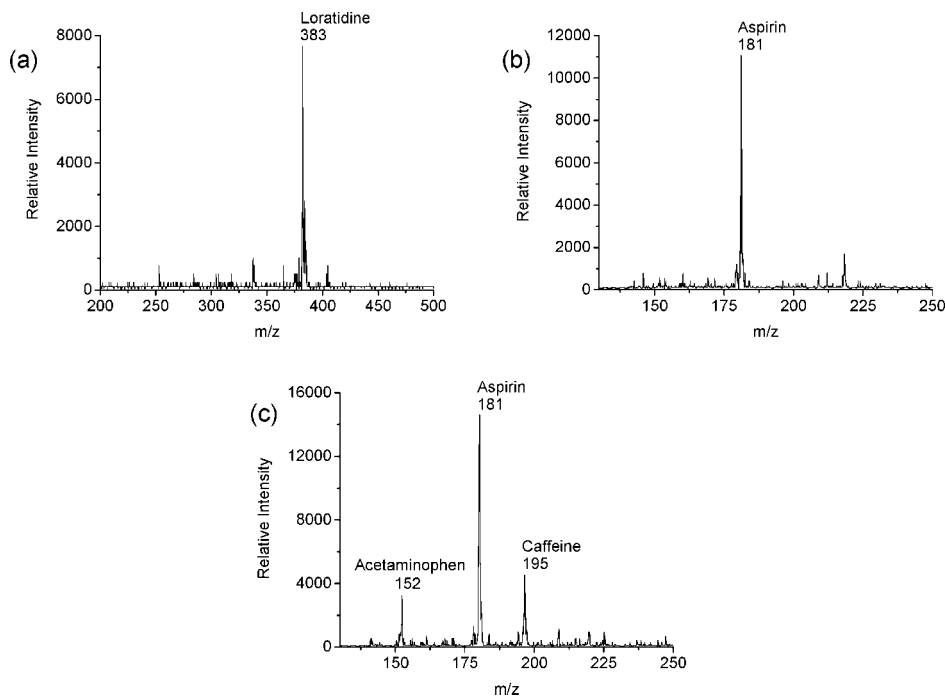 (a)
Loratidine
383
8000
6000
4000
2000
0
Relative Intensity
200 250 300 350 400 450 500
m/z
(b)
Aspirin
181
12000
10000
8000
6000
4000
2000
0
Relative Intensity
150 175 200 225 250
m/z
(c)
Aspirin
181
Acetaminophen
152
Caffeine
195
16000
12000
8000
4000
0
Relative Intensity
150 175 200 225 250
m/z